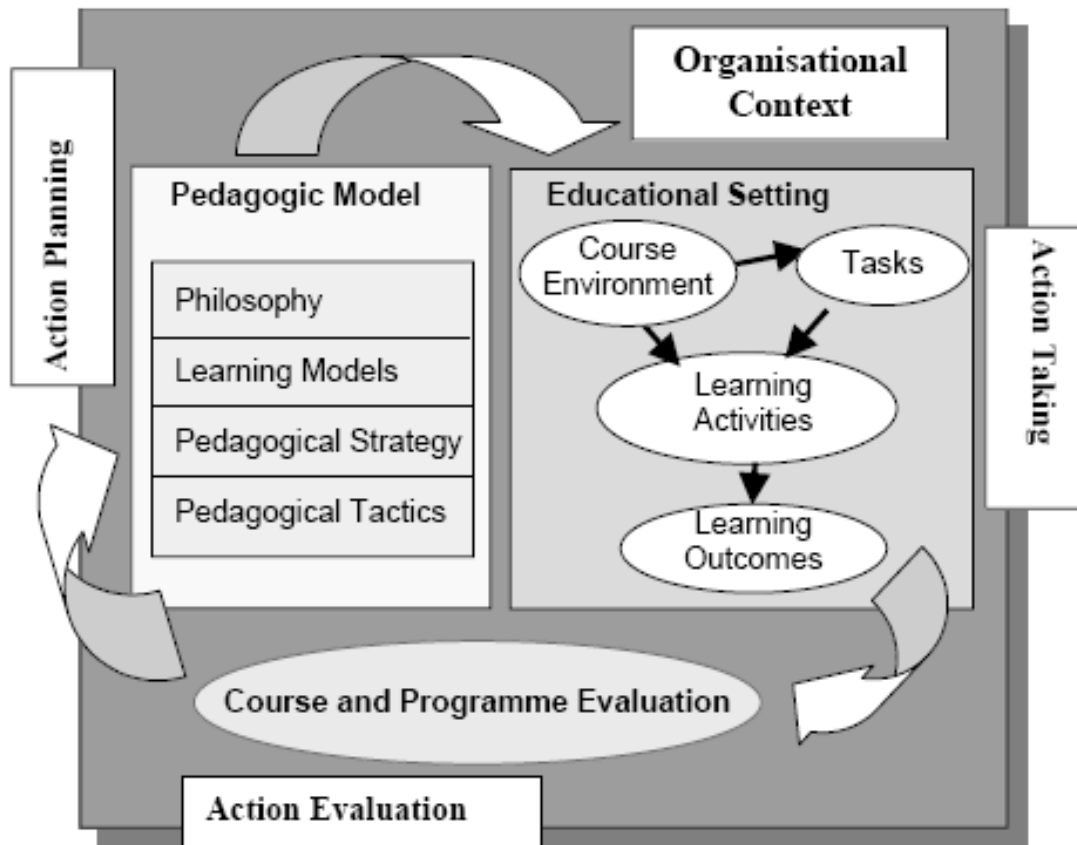 Organisational
Context
Action Planning
Pedagogic Model
Philosophy
Learning Models
Pedagogical Strategy
Pedagogical Tactics
Educational Setting
Course
Environment
Tasks
Learning
Activities
Learning
Outcomes
Action Taking
Course and Programme Evaluation
Action Evaluation